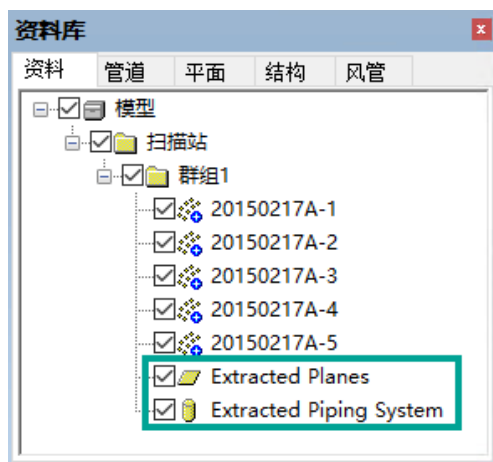 资料库
资料 管道 平面 结构 风管
模型
扫描站
群组1
20150217A-1
20150217A-2
20150217A-3
20150217A-4
20150217A-5
Extracted Planes
Extracted Piping System